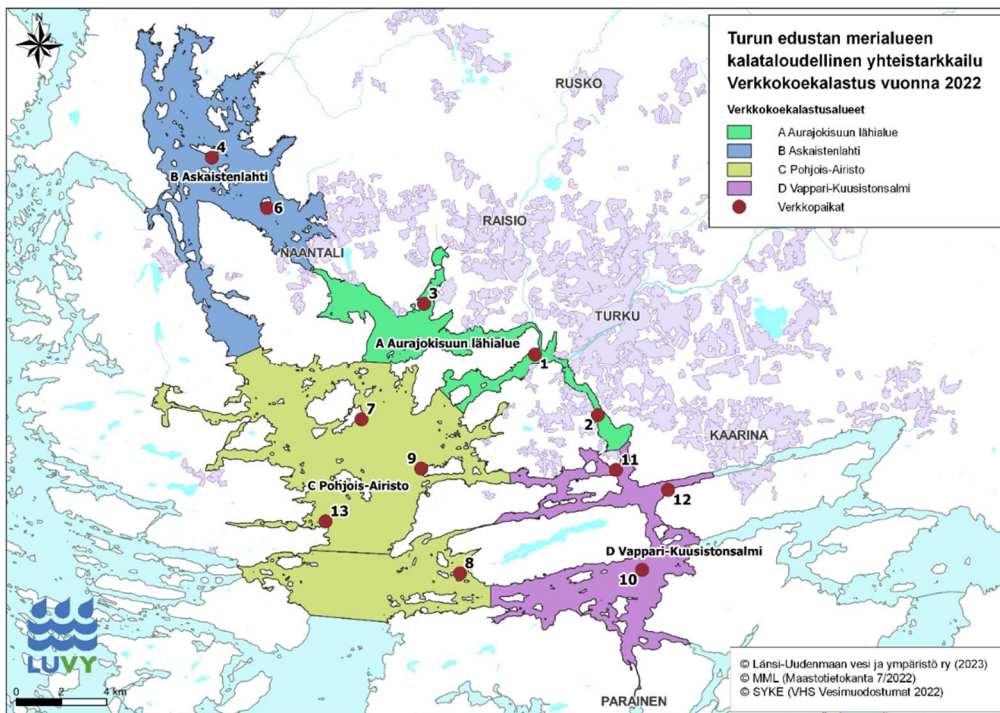 N
Turun edustan merialueen
kalataloudellinen yhteistarkkailu
Verkkokoekalastus vuonna 2022
Verkkokoekalastusalueet
A Aurajokisuun lähialue
B Askaistenlahti
C Pohjois-Airisto
D Vappari-Kuusistonsalmi
Verkkopaikat
RUSKO
4
B Askaistenlahti
6
RAISIO
NAANTALI
3
TURKU
A Aurajokisuun lähialue
1
7
2
KAARINA
9
11
C Pohjois-Airisto
12
13
D Vappari-Kuusistonsalmi
8
10
LUVY
0 2 4 km
PARAINEN
© Länsi-Uudenmaan vesi ja ympäristö ry (2023)
© MML (Maastotietokanta 7/2022)
© SYKE (VHS Vesimuodostumat 2022)